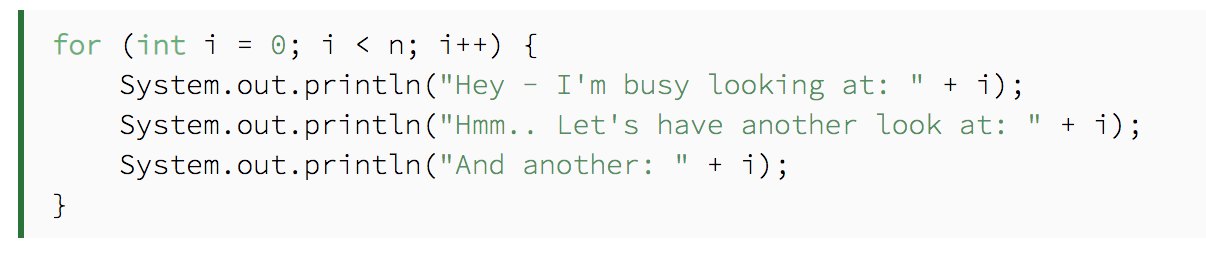 for (int i = 0; i < n; i++) {
    System.out.println("Hey - I'm busy looking at: " + i);
    System.out.println("Hmm.. Let's have another look at: " + i);
    System.out.println("And another: " + i);
}